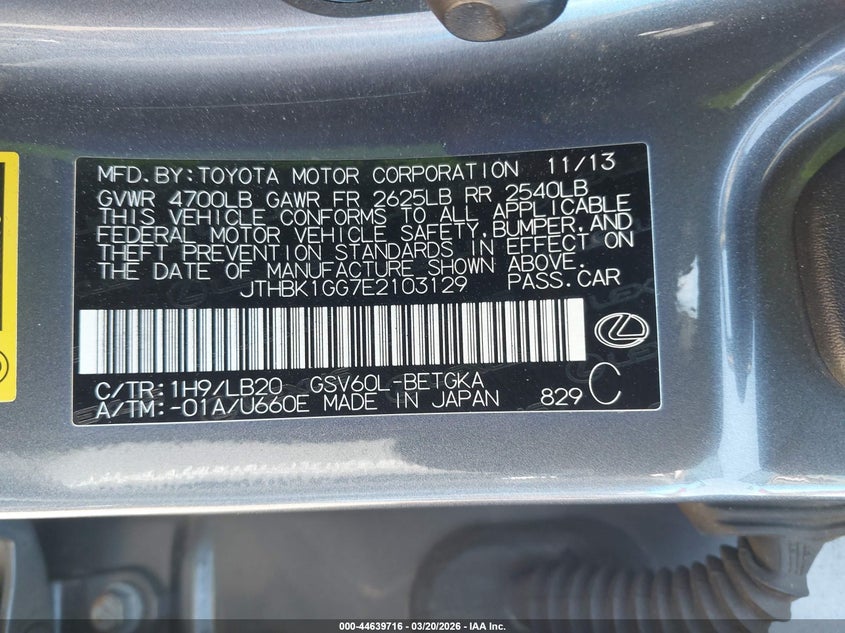 MFD. BY: TOYOTA MOTOR CORPORATION 11/13
GVWR 4700LB GAWR FR 2625LB RR 2540LB
THIS VEHICLE CONFORMS TO ALL APPLICABLE
FEDERAL MOTOR VEHICLE SAFETY, BUMPER, AND
THEFT PREVENTION STANDARDS IN EFFECT ON
THE DATE OF MANUFACTURE SHOWN ABOVE.
JTHBK1GG7E2103129 PASS. CAR
C/TR: 1H9/LB20 GSV60L-BETGKA
A/TM: -01A/U660E MADE IN JAPAN 829 C
000-44639716 - 03/20/2026 - IAA Inc.